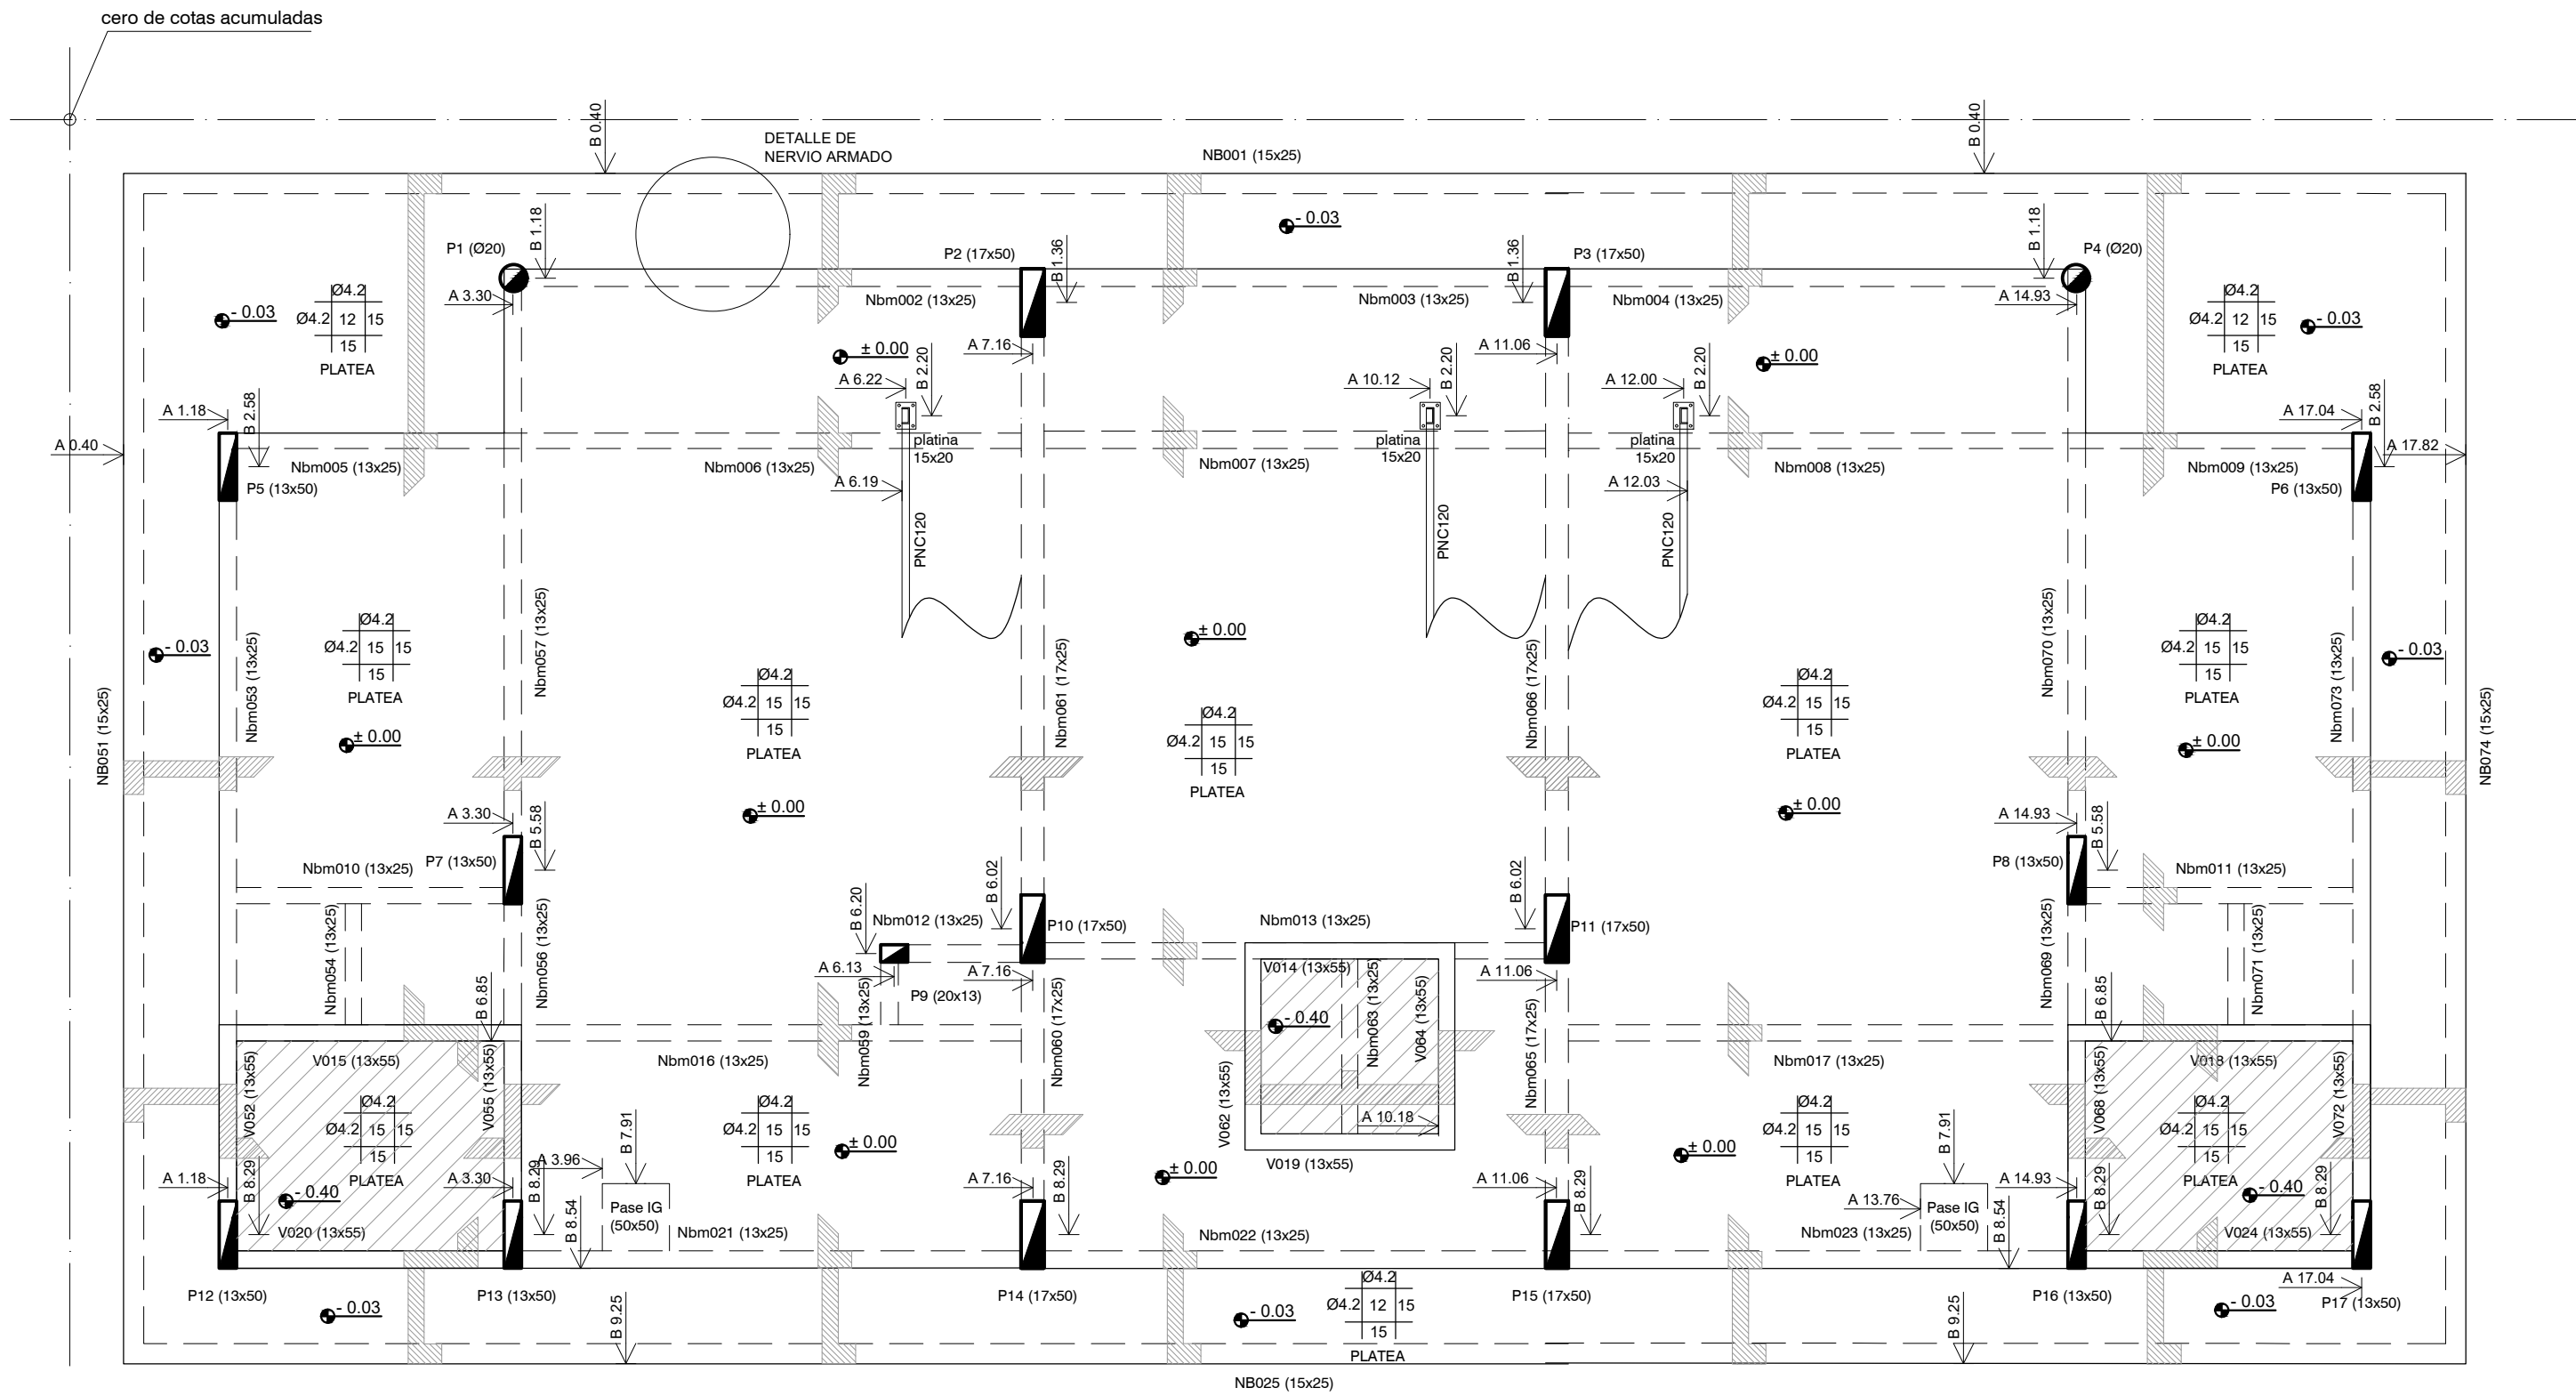 cero de cotas acumuladas
B 0.40
B 0.40
DETALLE DE
NERVIO ARMADO
NB001 (15x25)
- 0.03
P1 (Ø20)
B 1.18
P2 (17x50)
B 1.36
B 1.36
P3 (17x50)
B 1.18
P4 (Ø20)
A 3.30
Nbm002 (13x25)
Nbm003 (13x25)
Nbm004 (13x25)
A 14.93
- 0.03
Ø4.2
Ø4.2 12 15
15
PLATEA
Ø4.2
Ø4.2 12 15
15
PLATEA
- 0.03
± 0.00
A 7.16
A 11.06
± 0.00
A 6.22
B 2.20
A 10.12
B 2.20
A 12.00
B 2.20
A 1.18
B 2.58
A 17.04
B 2.58
A 0.40
A 17.82
Nbm005 (13x25)
P5 (13x50)
Nbm006 (13x25)
platina
15x20
Nbm007 (13x25)
platina
15x20
platina
15x20
Nbm008 (13x25)
Nbm009 (13x25)
P6 (13x50)
A 6.19
A 12.03
PNC120
PNC120
PNC120
NB051 (15x25)
- 0.03
Nbm053 (13x25)
Ø4.2
Ø4.2 15 15
15
PLATEA
± 0.00
Nbm057 (13x25)
Ø4.2
Ø4.2 15 15
15
PLATEA
± 0.00
Nbm061 (17x25)
± 0.00
Ø4.2
Ø4.2 15 15
15
PLATEA
Nbm066 (17x25)
Ø4.2
Ø4.2 15 15
15
PLATEA
± 0.00
Nbm070 (13x25)
Ø4.2
Ø4.2 15 15
15
PLATEA
± 0.00
Nbm073 (13x25)
- 0.03
NB074 (15x25)
A 3.30
B 5.58
A 14.93
B 5.58
Nbm010 (13x25)
P7 (13x50)
P8 (13x50)
Nbm011 (13x25)
B 6.20
Nbm012 (13x25)
B 6.02
P10 (17x50)
Nbm013 (13x25)
B 6.02
P11 (17x50)
Nbm054 (13x25)
Nbm056 (13x25)
B 6.85
A 6.13
P9 (20x13)
A 7.16
V014 (13x55)
A 11.06
Nbm069 (13x25)
B 6.85
Nbm071 (13x25)
- 0.40
Nbm063 (13x25)
V064 (13x55)
V015 (13x55)
Nbm016 (13x25)
Nbm059 (13x25)
Nbm060 (17x25)
V062 (13x55)
Nbm065 (17x25)
Nbm017 (13x25)
V018 (13x55)
V052 (13x55)
V055 (13x55)
V068 (13x55)
V072 (13x55)
Ø4.2
Ø4.2 15 15
15
PLATEA
Ø4.2
Ø4.2 15 15
15
PLATEA
Ø4.2
Ø4.2 15 15
15
PLATEA
Ø4.2
Ø4.2 15 15
15
PLATEA
A 10.18
V019 (13x55)
B 7.91
B 7.91
± 0.00
± 0.00
± 0.00
A 1.18
B 8.29
- 0.40
A 3.30
B 8.29
A 3.96
Pase IG
(50x50)
B 8.54
A 7.16
B 8.29
A 11.06
B 8.29
A 13.76
Pase IG
(50x50)
B 8.54
A 14.93
B 8.29
- 0.40
B 8.29
V020 (13x55)
Nbm021 (13x25)
Nbm022 (13x25)
Nbm023 (13x25)
V024 (13x55)
A 17.04
P12 (13x50)
P13 (13x50)
P14 (17x50)
P15 (17x50)
P16 (13x50)
P17 (13x50)
- 0.03
B 9.25
- 0.03
Ø4.2
Ø4.2 12 15
15
PLATEA
B 9.25
- 0.03
NB025 (15x25)